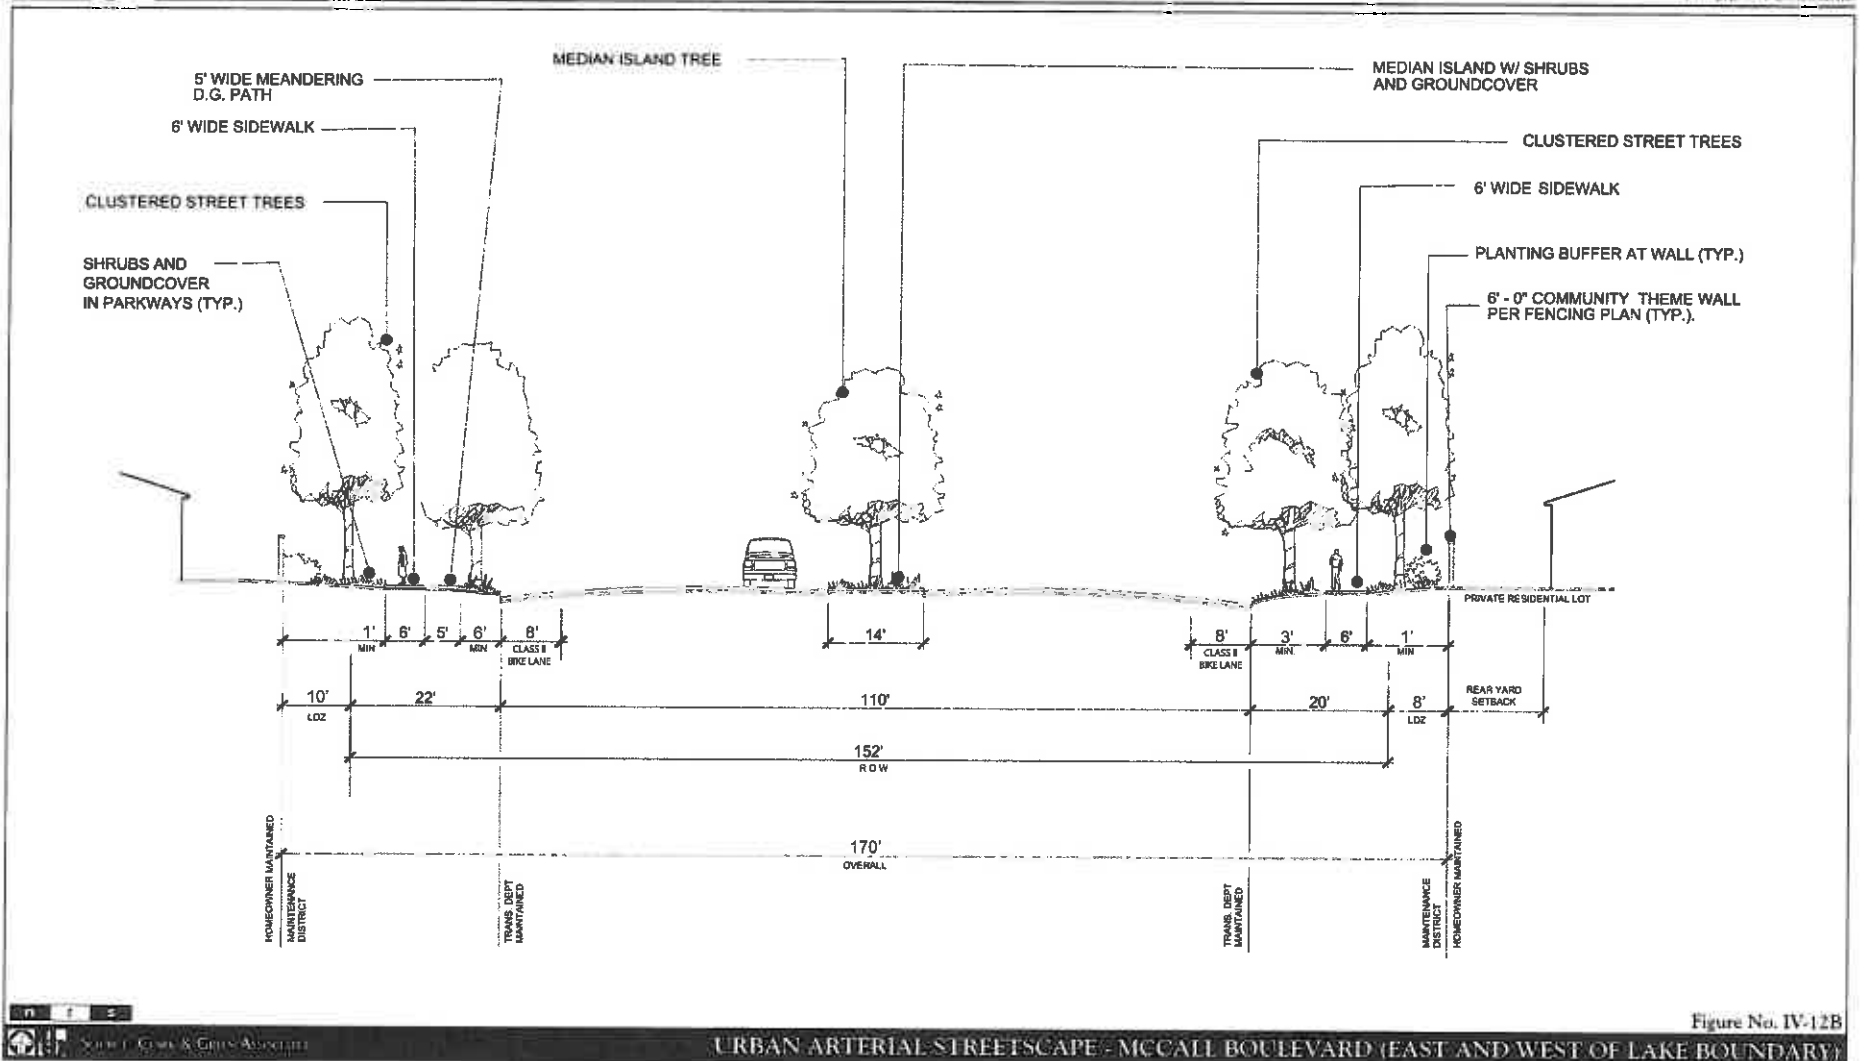 MEDIAN ISLAND TREE
5' WIDE MEANDERING
D.G. PATH
MEDIAN ISLAND W/ SHRUBS
AND GROUNDCOVER
6' WIDE SIDEWALK
CLUSTERED STREET TREES
CLUSTERED STREET TREES
6' WIDE SIDEWALK
SHRUBS AND
GROUNDCOVER
IN PARKWAYS (TYP.)
PLANTING BUFFER AT WALL (TYP.)
6' - 0" COMMUNITY THEME WALL
PER FENCING PLAN (TYP.).
PRIVATE RESIDENTIAL LOT
1'
MIN
6'
5'
6'
MIN
8'
CLASS II
BIKE LANE
14'
8'
CLASS II
BIKE LANE
3'
MIN.
6'
1'
MIN
10'
LDZ
22'
110'
20'
8'
LDZ
REAR YARD
SETBACK
152'
ROW
170'
OVERALL
HOMEOWNER MAINTAINED
MAINTENANCE
DISTRICT
TRANS. DEPT
MAINTAINED
TRANS. DEPT
MAINTAINED
MAINTENANCE
DISTRICT
HOMEOWNER MAINTAINED
Figure No. IV-12B
URBAN ARTERIAL STREETSCAPE - MCCALL BOULEVARD (EAST AND WEST OF LAKE BOUNDARY)